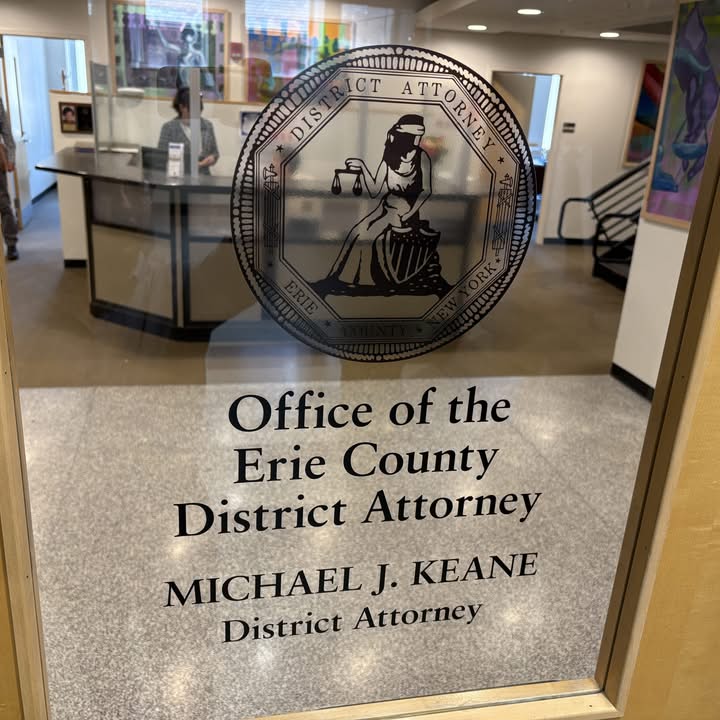 DISTRICT ATTORNEY
ERIE COUNTY NEW YORK
Office of the
Erie County
District Attorney
MICHAEL J. KEANE
District Attorney